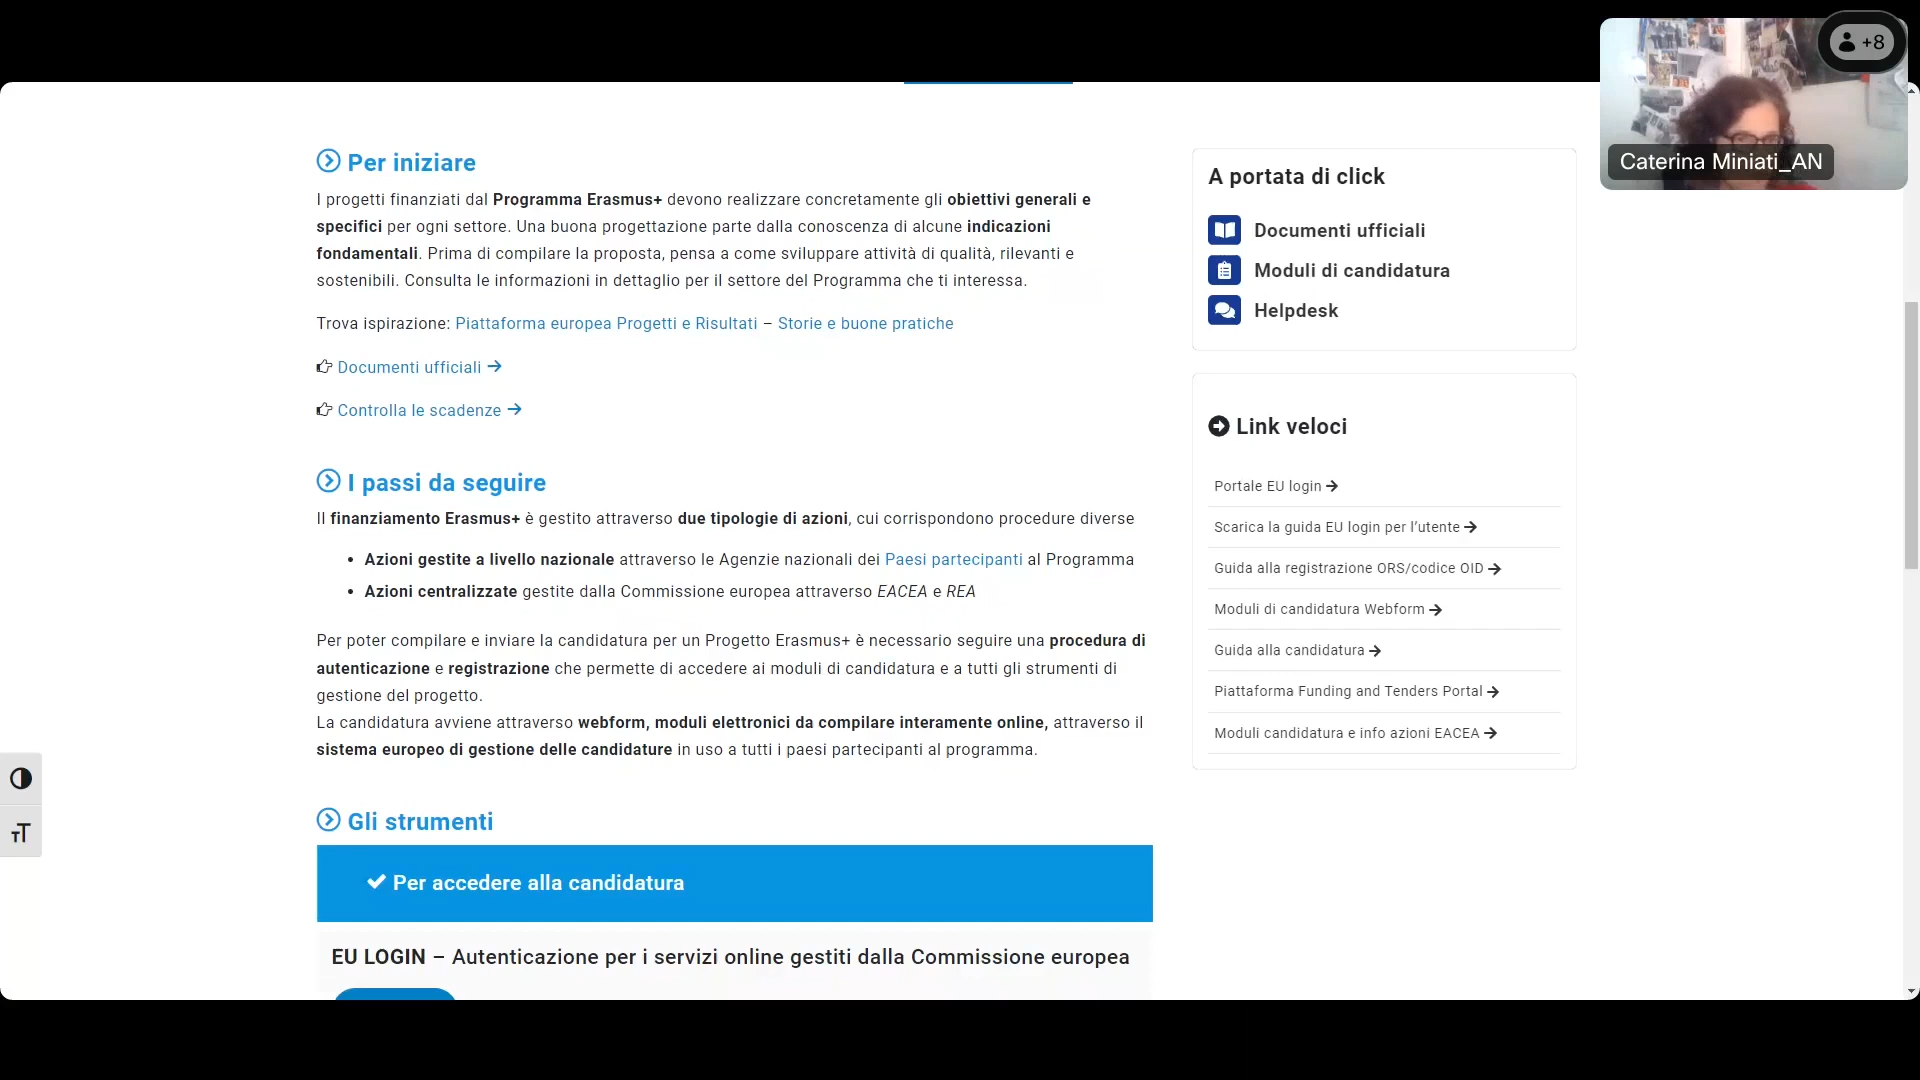 +8
Caterina Miniati_AN
Per iniziare
I progetti finanziati dal Programma Erasmus+ devono realizzare concretamente gli obiettivi generali e
specifici per ogni settore. Una buona progettazione parte dalla conoscenza di alcune indicazioni
fondamentali. Prima di compilare la proposta, pensa a come sviluppare attività di qualità, rilevanti e
sostenibili. Consulta le informazioni in dettaglio per il settore del Programma che ti interessa.
Trova ispirazione: Piattaforma europea Progetti e Risultati – Storie e buone pratiche
Documenti ufficiali
Controlla le scadenze
I passi da seguire
Il finanziamento Erasmus+ è gestito attraverso due tipologie di azioni, cui corrispondono procedure diverse
• Azioni gestite a livello nazionale attraverso le Agenzie nazionali dei Paesi partecipanti al Programma
• Azioni centralizzate gestite dalla Commissione europea attraverso EACEA e REA
Per poter compilare e inviare la candidatura per un Progetto Erasmus+ è necessario seguire una procedura di
autenticazione e registrazione che permette di accedere ai moduli di candidatura e a tutti gli strumenti di
gestione del progetto.
La candidatura avviene attraverso webform, moduli elettronici da compilare interamente online, attraverso il
sistema europeo di gestione delle candidature in uso a tutti i paesi partecipanti al programma.
Gli strumenti
Per accedere alla candidatura
EU LOGIN – Autenticazione per i servizi online gestiti dalla Commissione europea
A portata di click
Documenti ufficiali
Moduli di candidatura
Helpdesk
Link veloci
Portale EU login
Scarica la guida EU login per l’utente
Guida alla registrazione ORS/codice OID
Moduli di candidatura Webform
Guida alla candidatura
Piattaforma Funding and Tenders Portal
Moduli candidatura e info azioni EACEA